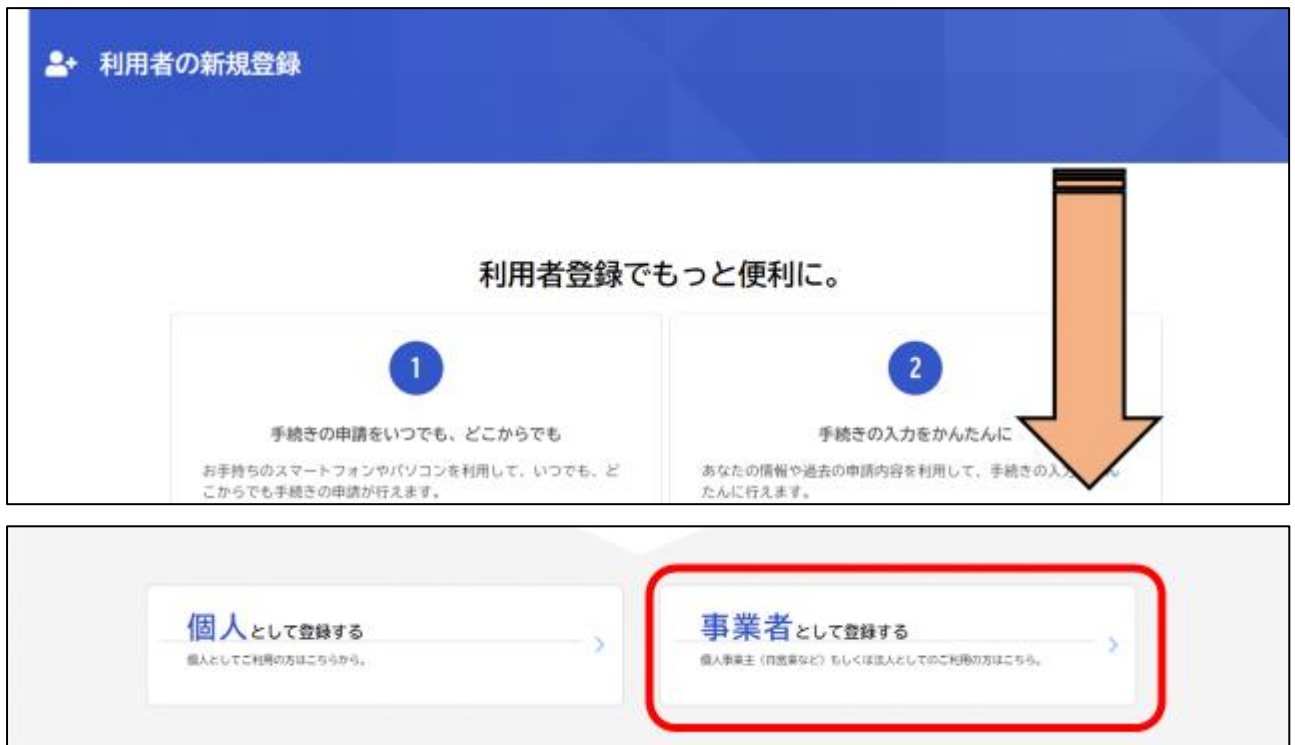 利用者の新規登録
利用者登録でもっと便利に。
1
手続きの申請をいつでも、どこからでも
お手持ちのスマートフォンやパソコンを利用して、いつでも、ど
こからでも手続きの申請が行えます。
2
手続きの入力をかんたんに
あなたの情報や過去の申請内容を利用して、手続きの入力
たんに行えます。
個人として登録する
個人としてご利用の方はこちらから。
事業者として登録する
個人事業主（自営業など）もしくは法人としてのご利用の方はこちら。